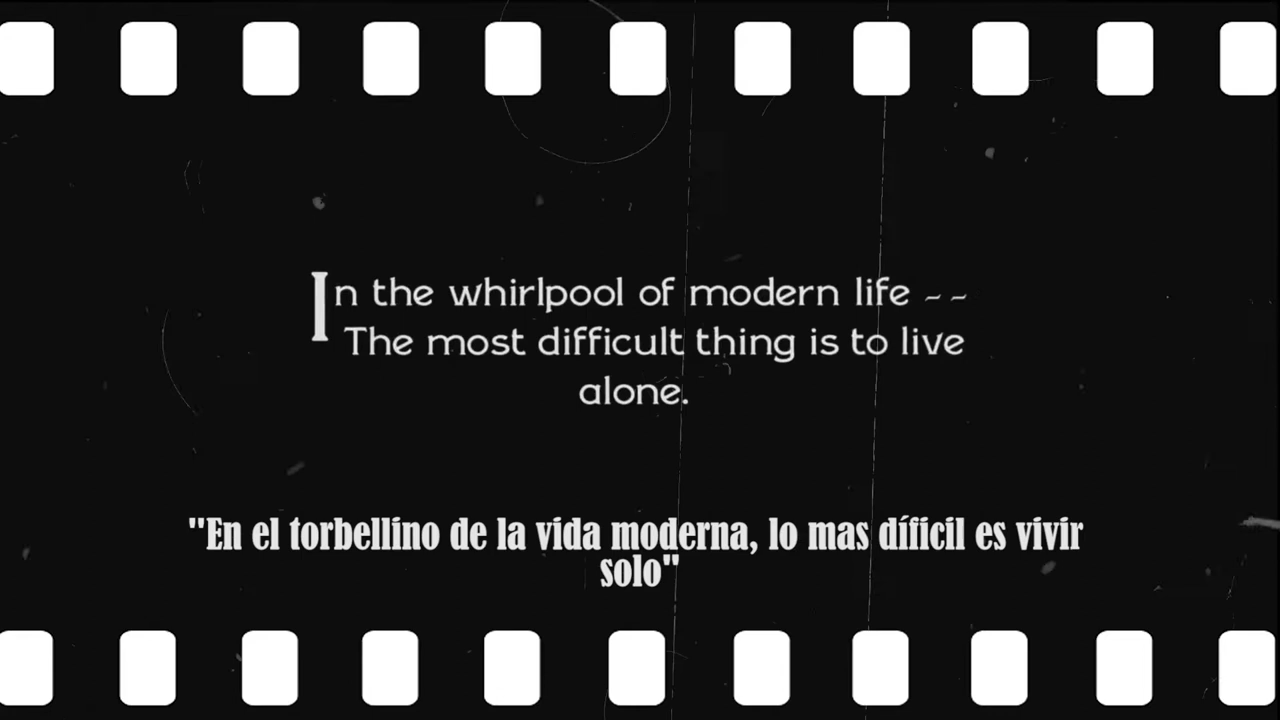 In the whirlpool of modern life --
The most difficult thing is to live
alone.
"En el torbellino de la vida moderna, lo mas díficil es vivir
solo"